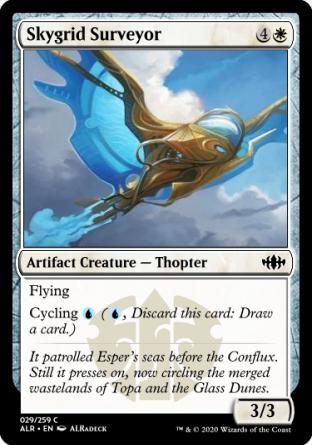 Skygrid Surveyor 4
Artifact Creature — Thopter
Flying
Cycling (, Discard this card: Draw
a card.)
It patrolled Esper's seas before the Conflux.
Still it presses on, now circling the merged
wastelands of Topa and the Glass Dunes.
3/3
029/259 C
ALR • EN ALRadeck
™ & © 2020 Wizards of the Coast